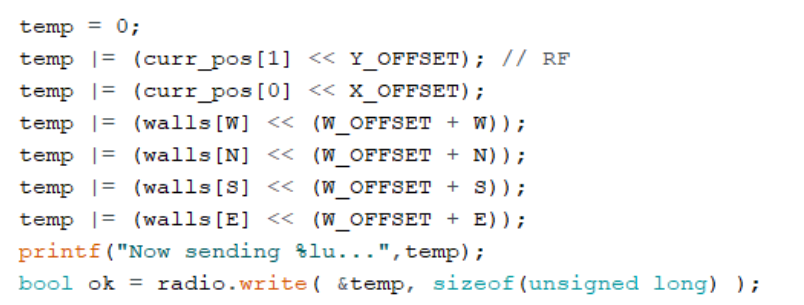 temp = 0;
temp |= (curr_pos[1] << Y_OFFSET); // RF
temp |= (curr_pos[0] << X_OFFSET);
temp |= (walls[W] << (W_OFFSET + W));
temp |= (walls[N] << (W_OFFSET + N));
temp |= (walls[S] << (W_OFFSET + S));
temp |= (walls[E] << (W_OFFSET + E));
printf("Now sending %lu...",temp);
bool ok = radio.write( &temp, sizeof(unsigned long) );